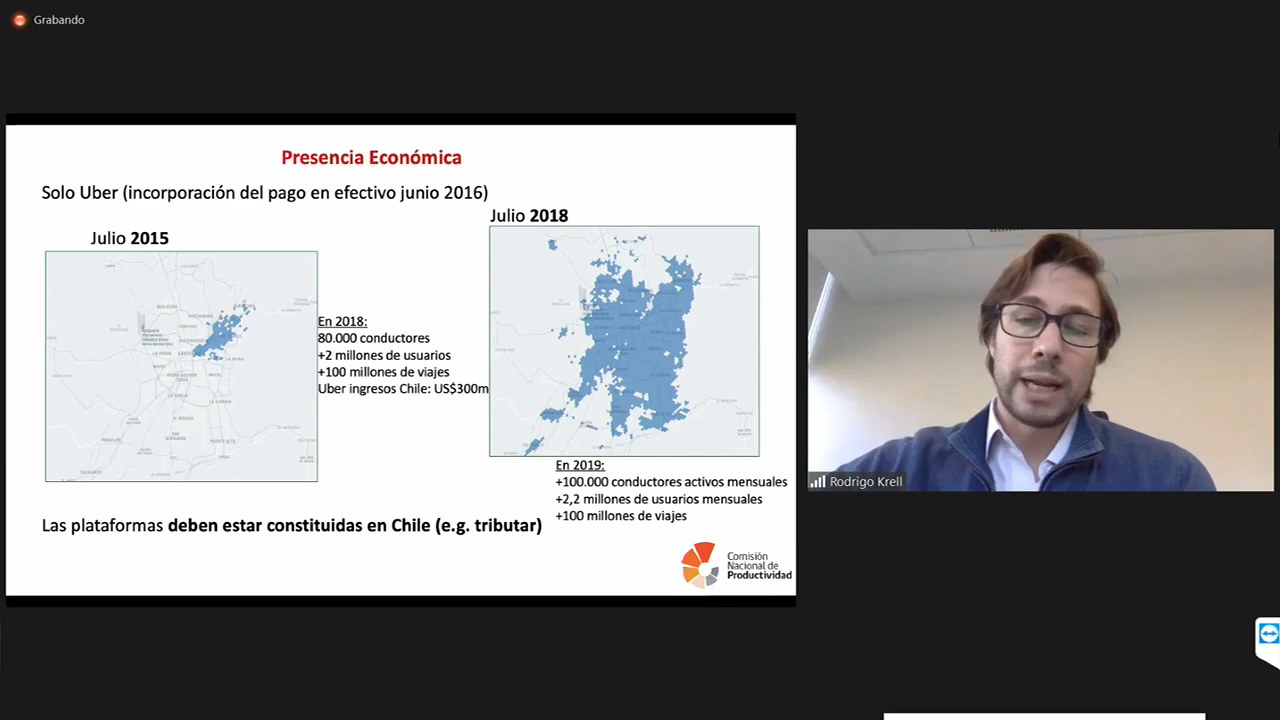 Grabando
Presencia Económica
Solo Uber (incorporación del pago en efectivo junio 2016)
Julio 2015
Julio 2018
En 2018:
80.000 conductores
+2 millones de usuarios
+100 millones de viajes
Uber ingresos Chile: US$300m
En 2019:
+100.000 conductores activos mensuales
+2,2 millones de usuarios mensuales
+100 millones de viajes
Las plataformas deben estar constituidas en Chile (e.g. tributar)
Comisión
Nacional de
Productividad
Rodrigo Krell